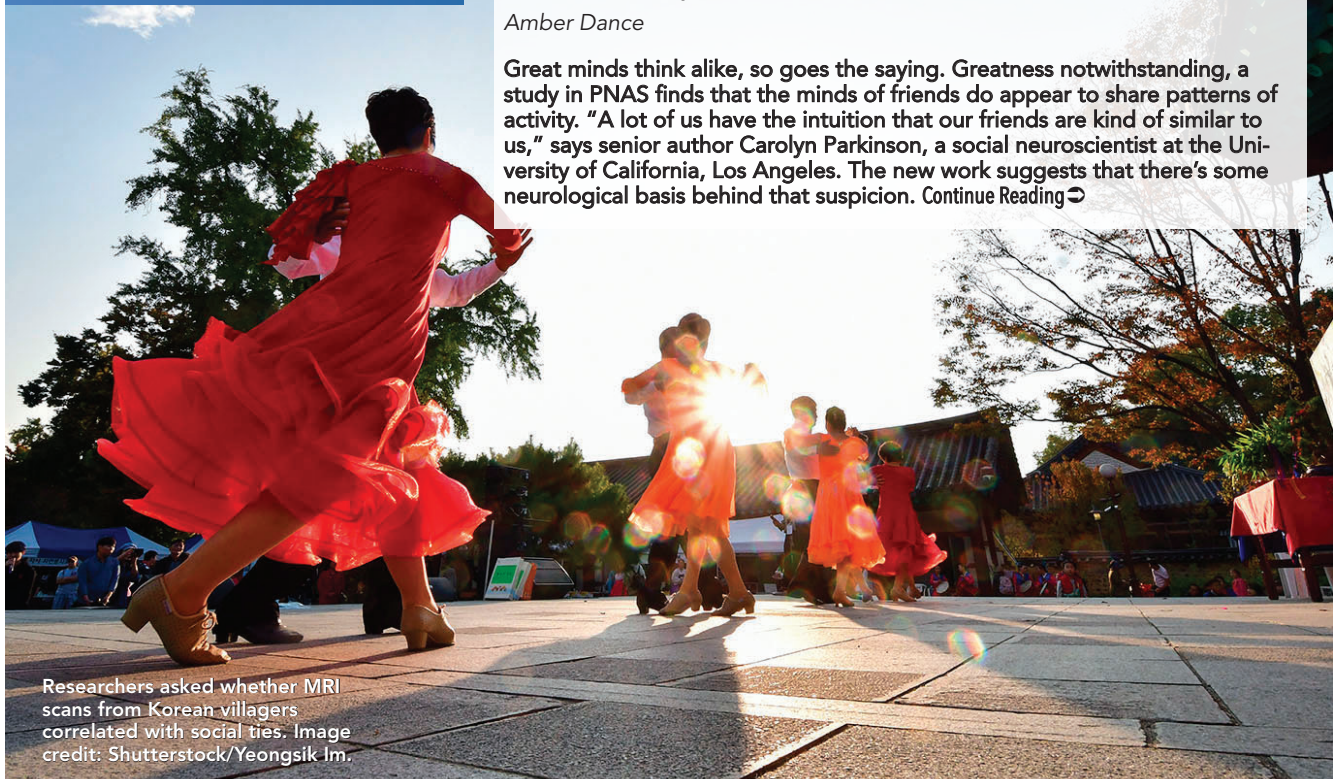 Amber Dance
Great minds think alike, so goes the saying. Greatness notwithstanding, a
study in PNAS finds that the minds of friends do appear to share patterns of
activity. “A lot of us have the intuition that our friends are kind of similar to
us,” says senior author Carolyn Parkinson, a social neuroscientist at the Uni-
versity of California, Los Angeles. The new work suggests that there’s some
neurological basis behind that suspicion. Continue Reading➲
Researchers asked whether MRI
scans from Korean villagers
correlated with social ties. Image
credit: Shutterstock/Yeongsik Im.